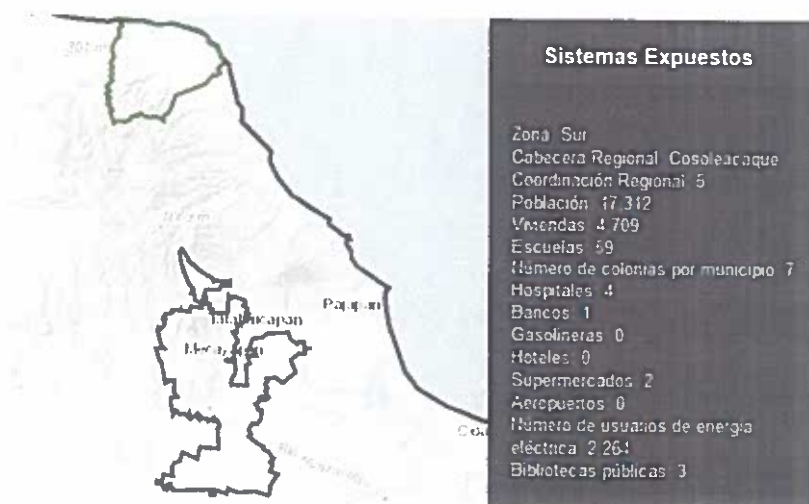 Sistemas Expuestos
Zona Sur
Cabecera Regional Cosoleacaque
Coordinación Regional 5
Población 17,312
Viviendas 4,709
Escuelas 59
Número de colonias por municipio 7
Hospitales 4
Bancos 1
Gasolineras 0
Hoteles 0
Supermercados 2
Aeropuertos 0
Número de usuarios de energía
eléctrica 2,264
Bibliotecas públicas 3
Pajapan